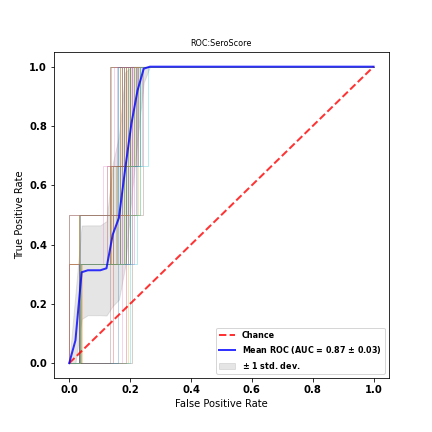 ROC:SeroScore
1.0
0.8
0.6
0.4
0.2
0.0
True Positive Rate
Chance
Mean ROC (AUC = 0.87 ± 0.03)
± 1 std. dev.
0.0 0.2 0.4 0.6 0.8 1.0
False Positive Rate